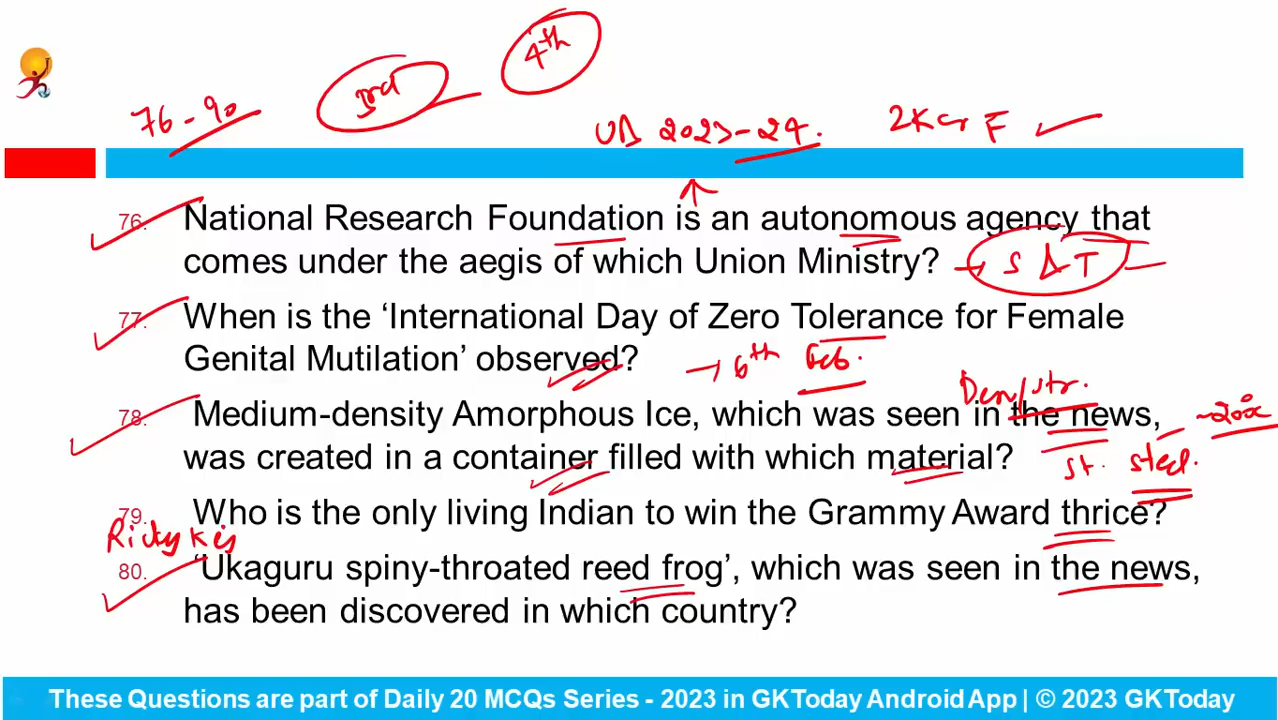 4th
3rd
76-90
UB 2023-24.
2K Cr F
76. National Research Foundation is an autonomous agency that
comes under the aegis of which Union Ministry? → S & T
77. When is the ‘International Day of Zero Tolerance for Female
Genital Mutilation’ observed? → 6th Feb.
Den/str.
78. Medium-density Amorphous Ice, which was seen in the news,
was created in a container filled with which material? St. steel.
79. Who is the only living Indian to win the Grammy Award thrice?
Ricky Kej
80. ‘Ukaguru spiny-throated reed frog’, which was seen in the news,
has been discovered in which country?
These Questions are part of Daily 20 MCQs Series - 2023 in GKToday Android App | © 2023 GKToday